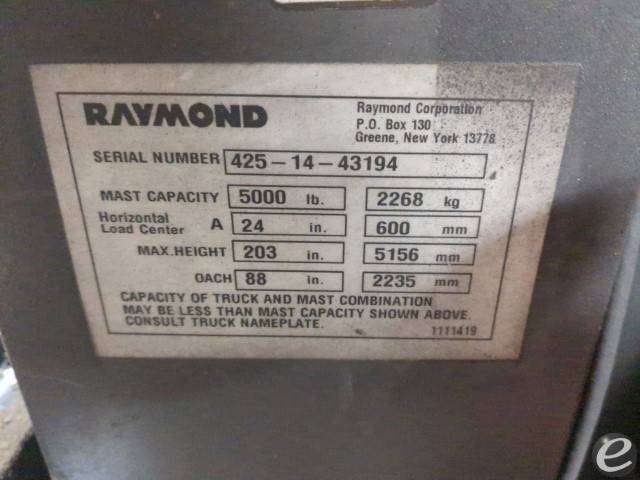 RAYMOND
Raymond Corporation
P.O. Box 130
Greene, New York 13778
SERIAL NUMBER 425-14-43194
MAST CAPACITY 5000 lb. 2268 kg
Horizontal
Load Center A 24 in. 600 mm
MAX.HEIGHT 203 in. 5156 mm
OACH 88 in. 2235 mm
CAPACITY OF TRUCK AND MAST COMBINATION
MAY BE LESS THAN MAST CAPACITY SHOWN ABOVE.
CONSULT TRUCK NAMEPLATE.
1111419
e